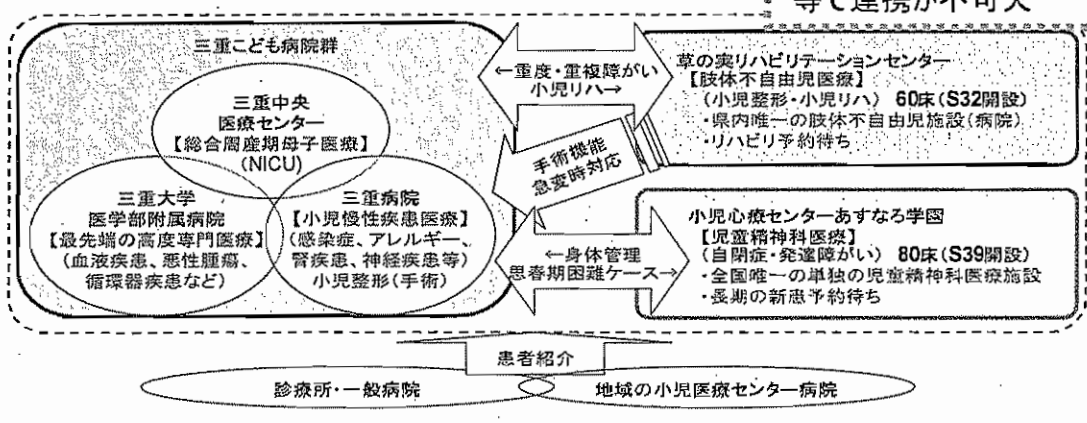 等で連携が不可欠
三重こども病院群
三重中央
医療センター
【総合周産期母子医療】
(NICU)
三重大学
医学部附属病院
【最先端の高度専門医療】
(血液疾患、悪性腫瘍、
循環器疾患など)
三重病院
【小児慢性疾患医療】
(感染症、アレルギー、
腎疾患、神経疾患等)
小児整形(手術)
←重度・重複障がい
小児リハ→
手術機能
急変時対応
←身体管理
思春期困難ケース→
草の実リハビリテーションセンター
【肢体不自由児医療】
(小児整形・小児リハ) 60床(S32開設)
・県内唯一の肢体不自由児施設(病院)
・リハビリ予約待ち
小児心療センターあすなろ学園
【児童精神科医療】
(自閉症・発達障がい) 80床(S39開設)
・全国唯一の単独の児童精神科医療施設
・長期の新患予約待ち
患者紹介
診療所・一般病院
地域の小児医療センター病院